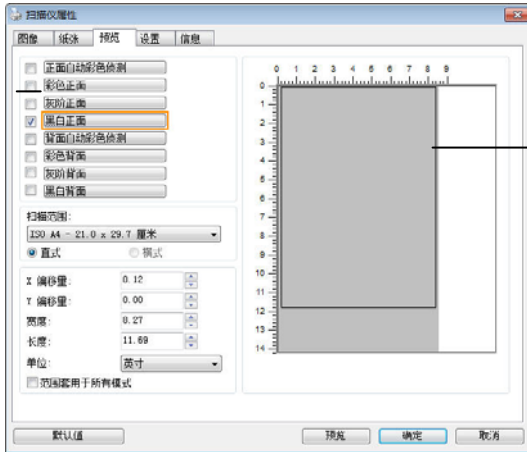 扫描仪属性
图像 纸张 预览 设置 信息
正面自动彩色侦测
彩色正面
灰阶正面
黑白正面
背面自动彩色侦测
彩色背面
灰阶背面
黑白背面
扫描范围:
ISO A4 - 21.0 x 29.7 厘米
直式 横式
X 偏移量: 0.12
Y 偏移量: 0.00
宽度: 8.27
长度: 11.69
单位: 英寸
范围套用于所有模式
0 1 2 3 4 5 6 7 8 9
0
1
2
3
4
5
6
7
8
9
10
11
12
13
14
默认值 预览 确定 取消